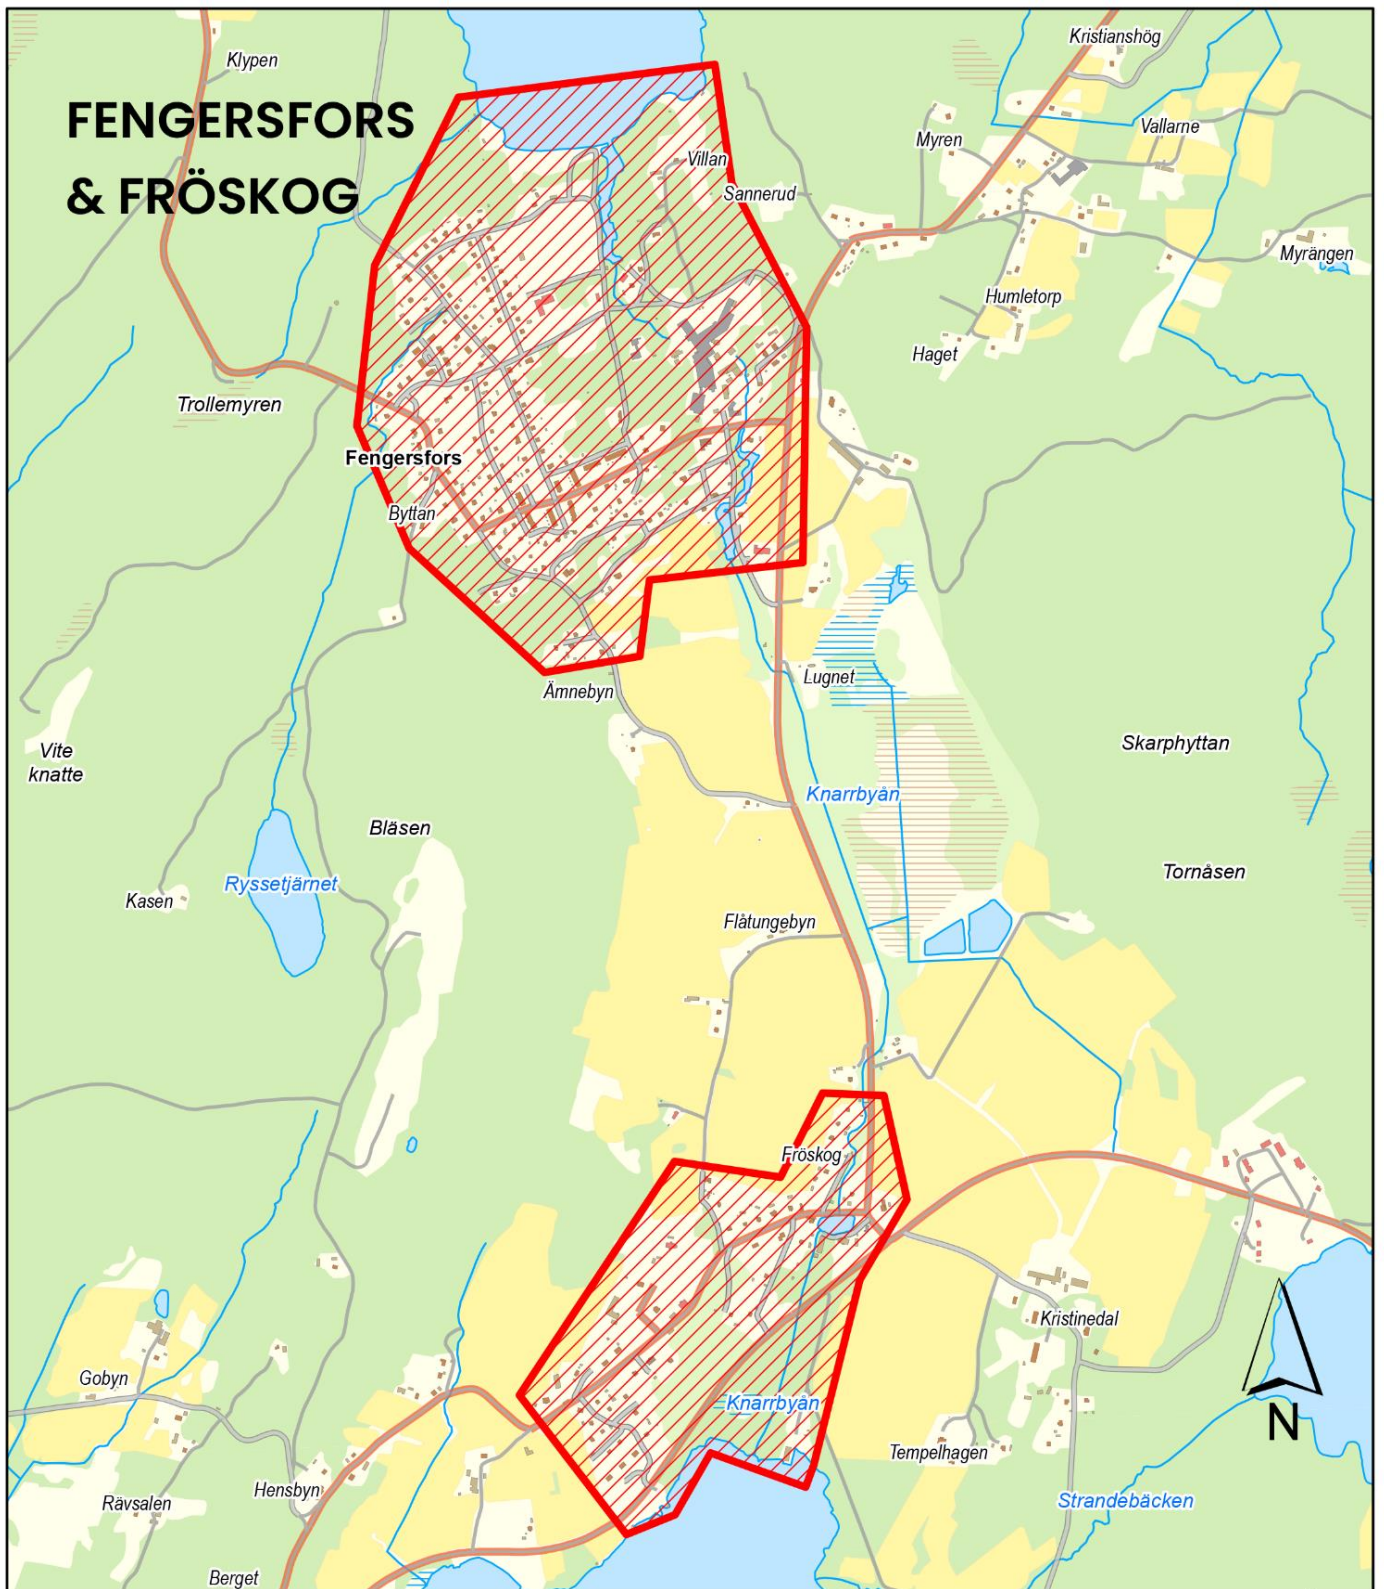 Kristianshög
Klypen
FENGERSFORS
& FRÖSKOG
Vallarne
Myren
Villan
Sannerud
Myrängen
Humletorp
Haget
Trollemyren
Fengersfors
Byttan
Lugnet
Ämnebyn
Skarphyttan
Vite
knatte
Knarrbyån
Bläsen
Tornåsen
Ryssetjärnet
Kasen
Flåtungebyn
Fröskog
Kristinedal
Gobyn
Knarrbyån
N
Tempelhagen
Hensbyn
Rävsalen
Strandebäcken
Berget